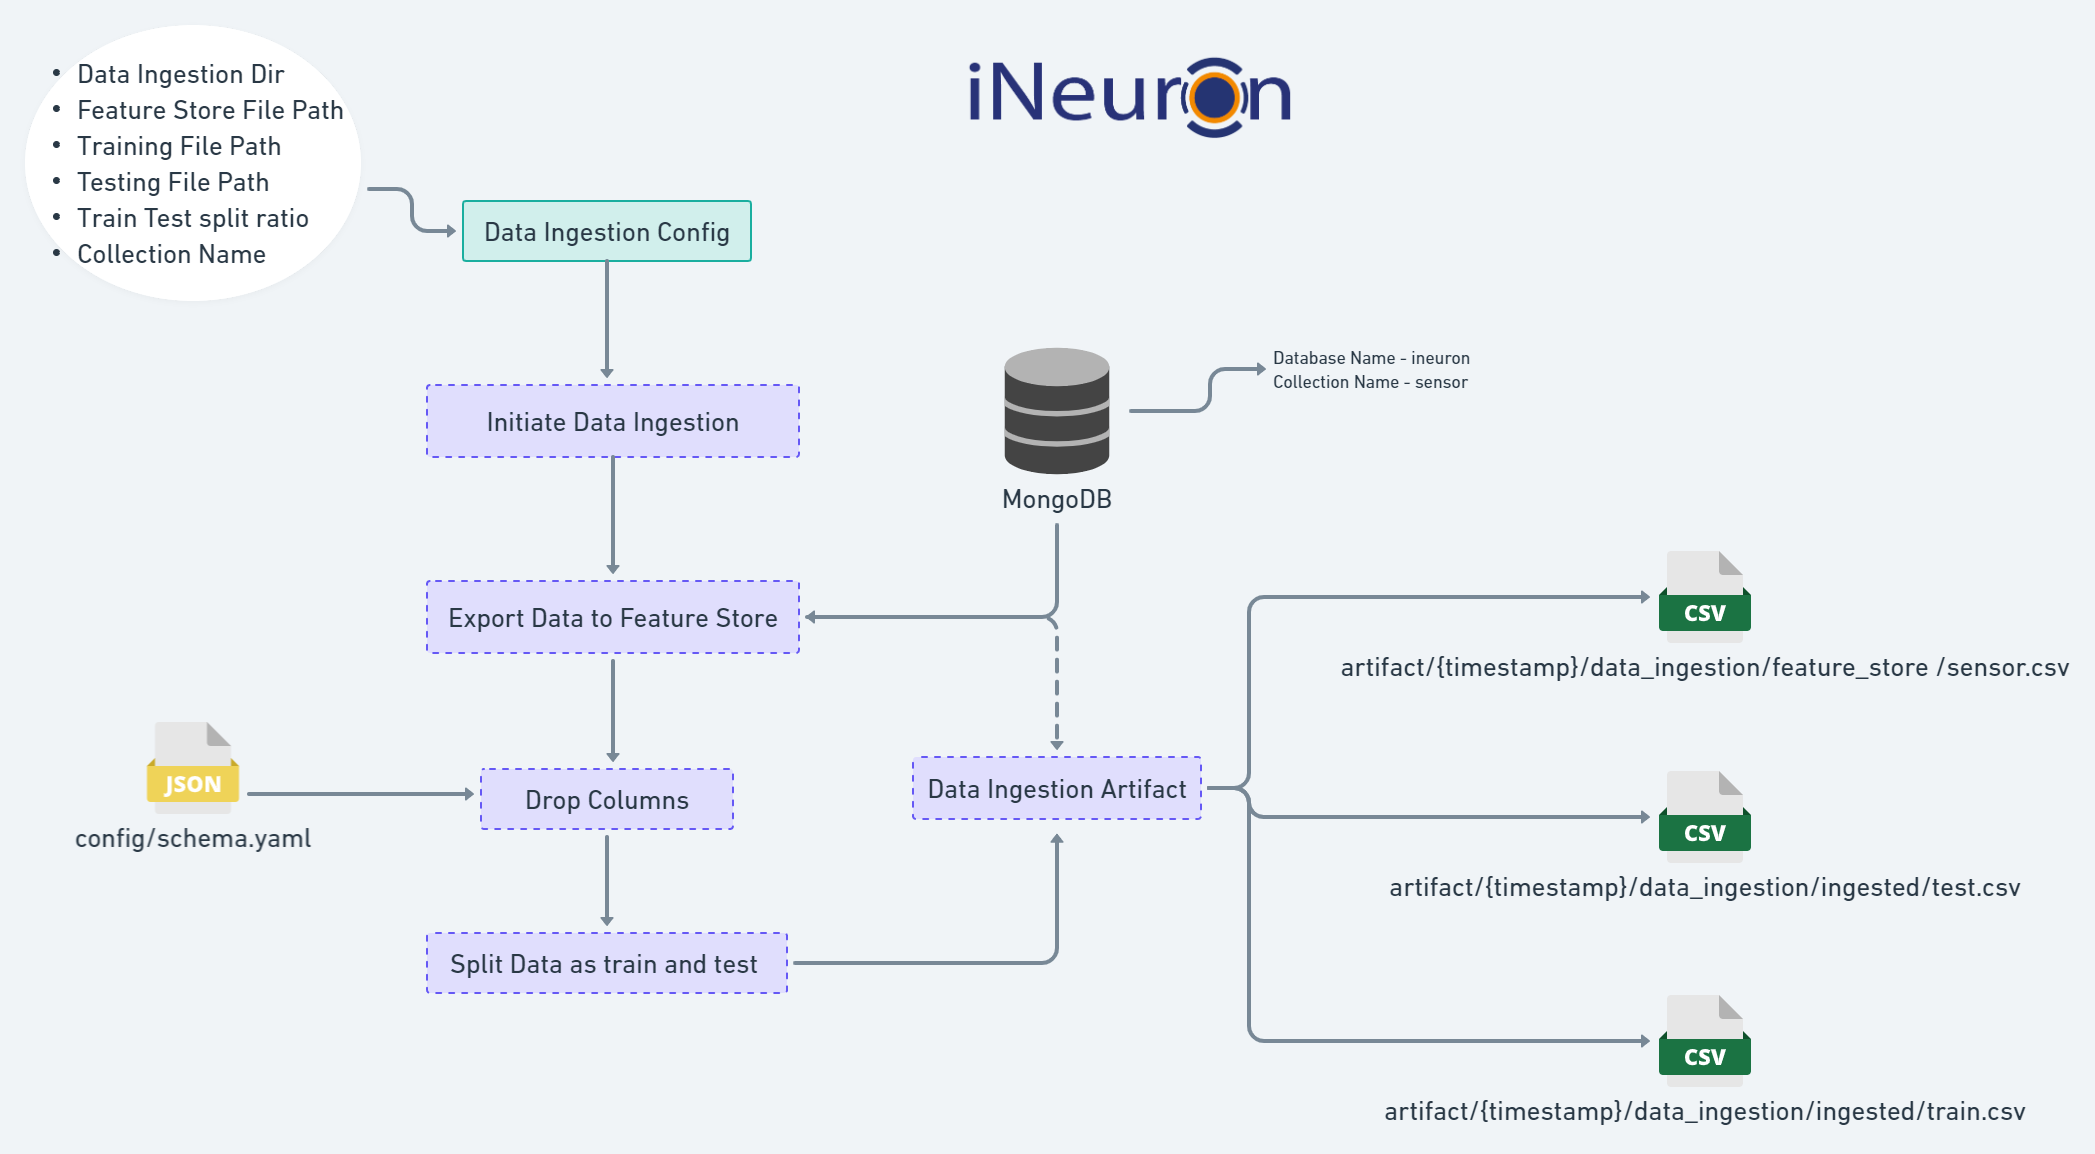 iNeuron
• Data Ingestion Dir
• Feature Store File Path
• Training File Path
• Testing File Path
• Train Test split ratio
• Collection Name
Data Ingestion Config
Initiate Data Ingestion
Database Name - ineuron
Collection Name - sensor
MongoDB
Export Data to Feature Store
CSV
artifact/{timestamp}/data_ingestion/feature_store /sensor.csv
JSON
config/schema.yaml
Drop Columns
Data Ingestion Artifact
CSV
artifact/{timestamp}/data_ingestion/ingested/test.csv
Split Data as train and test
CSV
artifact/{timestamp}/data_ingestion/ingested/train.csv